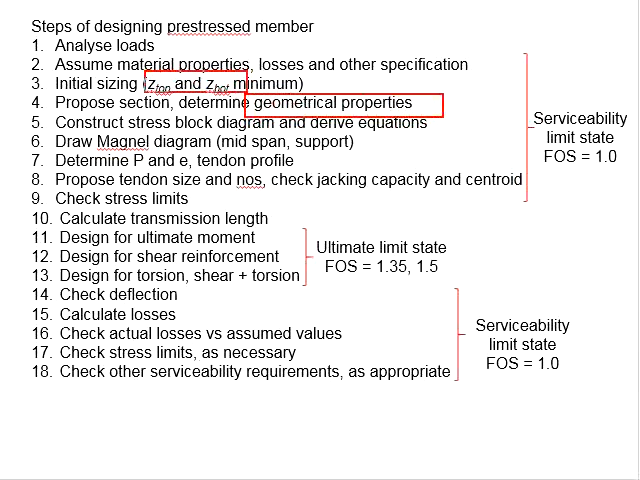 Steps of designing prestressed member
1. Analyse loads
2. Assume material properties, losses and other specification
3. Initial sizing (ztop and zbot minimum)
4. Propose section, determine geometrical properties
5. Construct stress block diagram and derive equations
6. Draw Magnel diagram (mid span, support)
7. Determine P and e, tendon profile
8. Propose tendon size and nos, check jacking capacity and centroid
9. Check stress limits
Serviceability
limit state
FOS = 1.0
10. Calculate transmission length
11. Design for ultimate moment
12. Design for shear reinforcement
13. Design for torsion, shear + torsion
Ultimate limit state
FOS = 1.35, 1.5
14. Check deflection
15. Calculate losses
16. Check actual losses vs assumed values
17. Check stress limits, as necessary
18. Check other serviceability requirements, as appropriate
Serviceability
limit state
FOS = 1.0